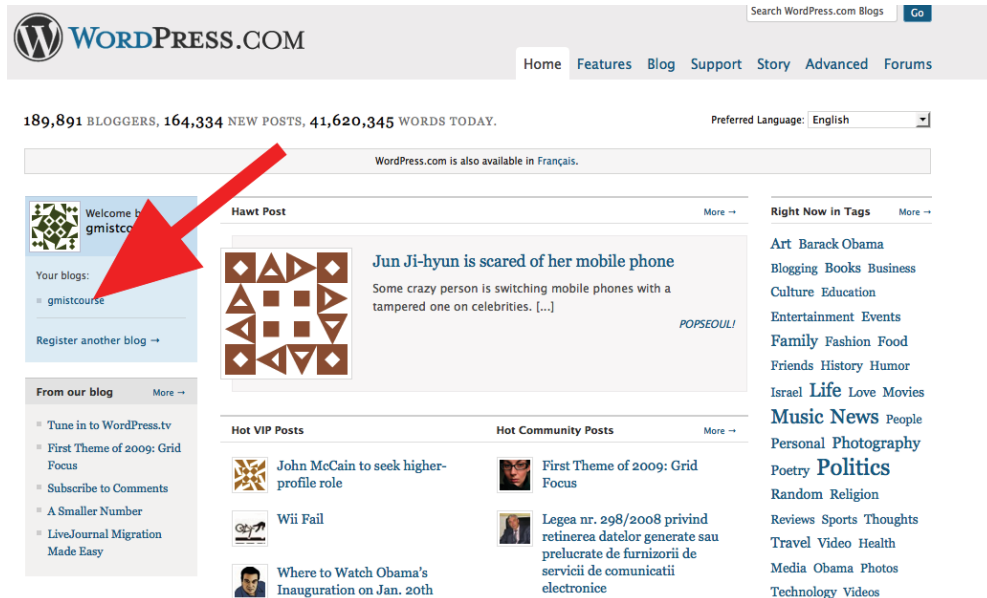 Search WordPress.com Blogs
Go
WORDPRESS.COM
Home Features Blog Support Story Advanced Forums
189,891 BLOGGERS, 164,334 NEW POSTS, 41,620,345 WORDS TODAY.
Preferred Language: English
WordPress.com is also available in Français.
Welcome
Your blogs:
gmistcourse
Register another blog →
From our blog More →
Tune in to WordPress.tv
First Theme of 2009: Grid
Focus
Subscribe to Comments
A Smaller Number
LiveJournal Migration
Made Easy
Hawt Post More →
Jun Ji-hyun is scared of her mobile phone
Some crazy person is switching mobile phones with a
tampered one on celebrities. [...]
POPSEOUL!
Hot VIP Posts
John McCain to seek higher-
profile role
Wii Fail
Where to Watch Obama's
Inauguration on Jan. 20th
Hot Community Posts More →
First Theme of 2009: Grid
Focus
Legea nr. 298/2008 privind
retinerea datelor generate sau
prelucrate de furnizorii de
servicii de comunicatii
electronice
Right Now in Tags More →
Art Barack Obama
Blogging Books Business
Culture Education
Entertainment Events
Family Fashion Food
Friends History Humor
Israel Life Love Movies
Music News People
Personal Photography
Poetry Politics
Random Religion
Reviews Sports Thoughts
Travel Video Health
Media Obama Photos
Technology Videos